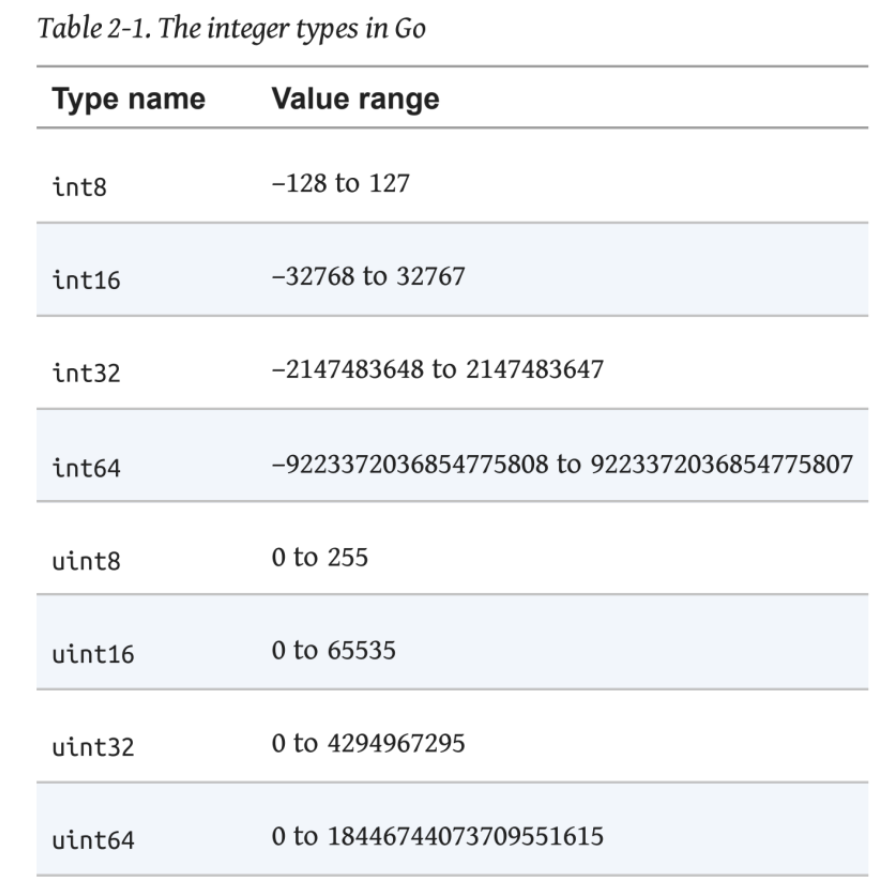 Table 2-1. The integer types in Go
Type name Value range
int8 –128 to 127
int16 –32768 to 32767
int32 –2147483648 to 2147483647
int64 –9223372036854775808 to 9223372036854775807
uint8 0 to 255
uint16 0 to 65535
uint32 0 to 4294967295
uint64 0 to 18446744073709551615